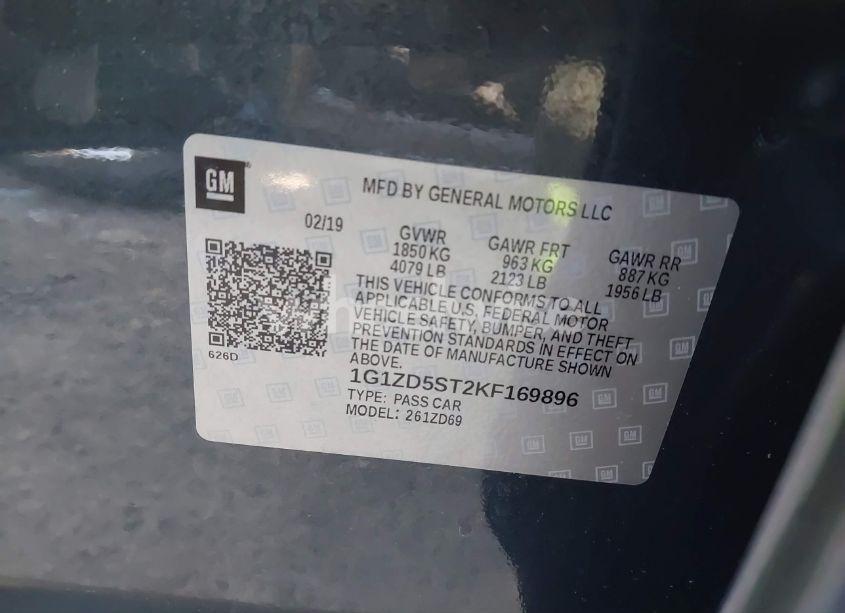 GM
MFD BY GENERAL MOTORS LLC
02/19
GVWR
1850 KG
4079 LB
GAWR FRT
963 KG
2123 LB
GAWR RR
887 KG
1956 LB
THIS VEHICLE CONFORMS TO ALL
APPLICABLE U.S. FEDERAL MOTOR
VEHICLE SAFETY, BUMPER, AND THEFT
PREVENTION STANDARDS IN EFFECT ON
THE DATE OF MANUFACTURE SHOWN
ABOVE.
626D
1G1ZD5ST2KF169896
TYPE: PASS CAR
MODEL: 261ZD69